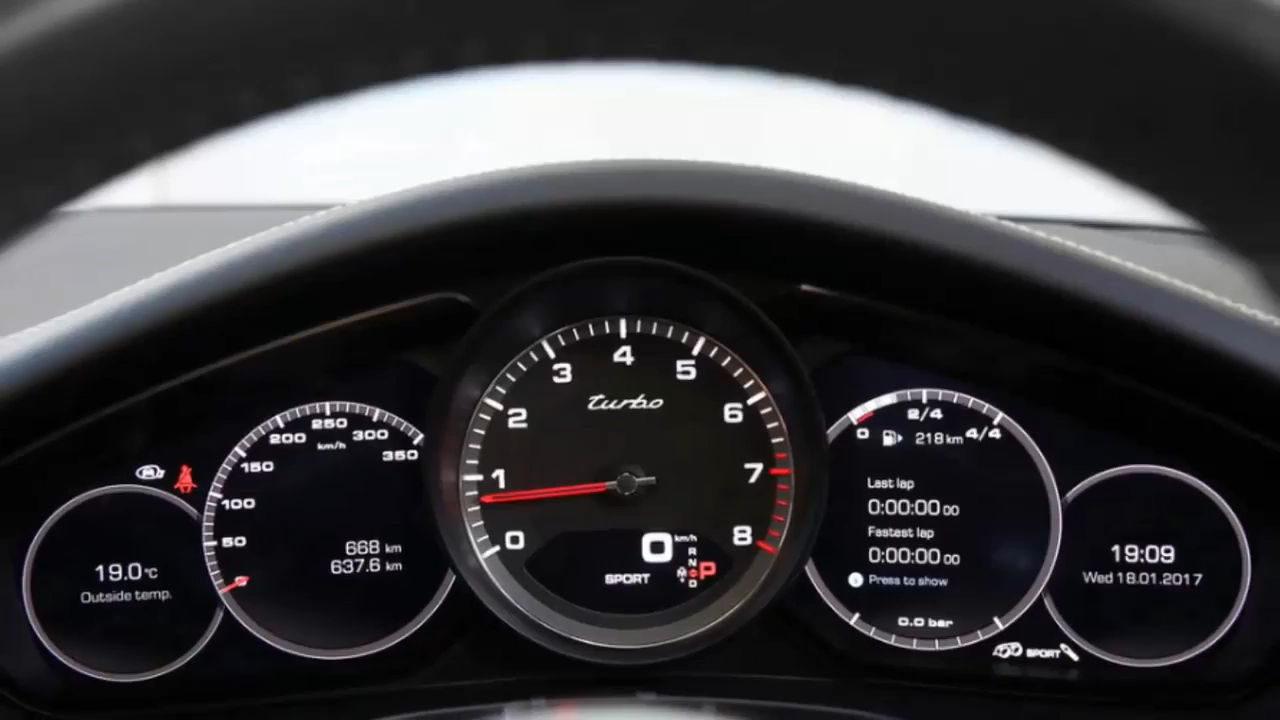 19.0°C
Outside temp.
50
100
150
200
250
300
350
km/h
668 km
637.6 km
0
1
2
3
4
5
6
7
8
turbo
0 km/h
SPORT
R
N
D
M
P
0
2/4
4/4
218 km
Last lap
0:00:00 00
Fastest lap
0:00:00 00
i Press to show
0.0 bar
SPORT
19:09
Wed 18.01.2017